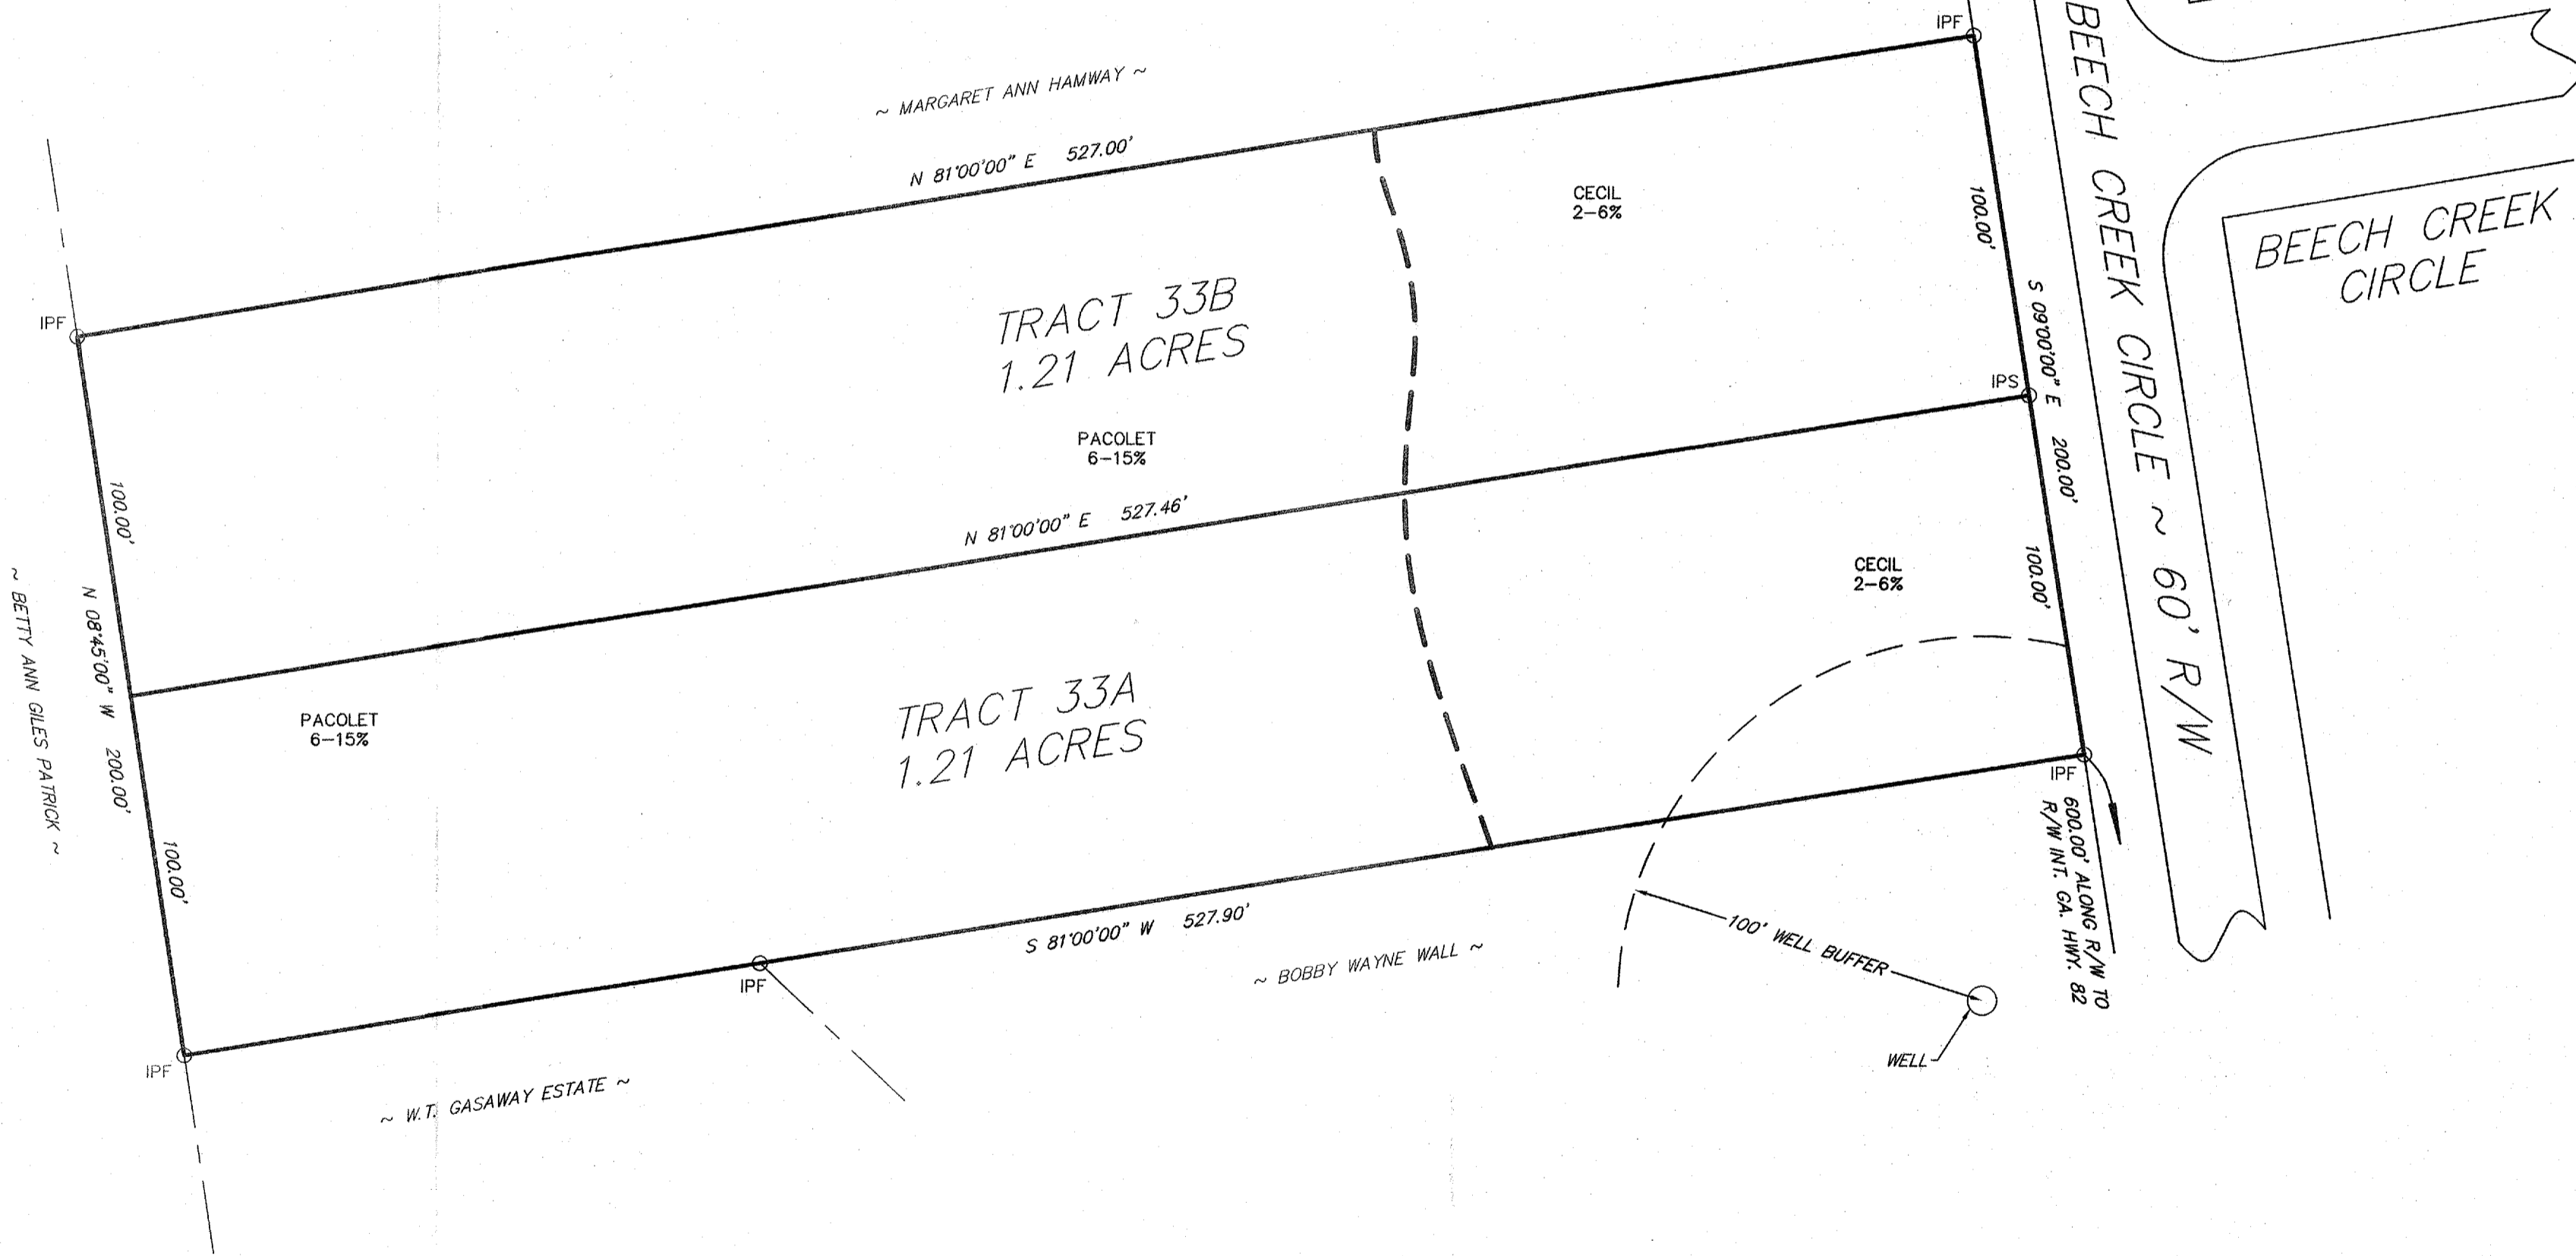 IPF
~ MARGARET ANN HAMWAY ~
N 81°00'00" E 527.00'
CECIL
2-6%
100.00'
BEECH CREEK CIRCLE ~ 60' R/W
BEECH CREEK
CIRCLE
TRACT 33B
1.21 ACRES
S 09°00'00" E 200.00'
IPF
IPS
PACOLET
6-15%
100.00'
N 81°00'00" E 527.46'
CECIL
2-6%
100.00'
~ BETTY ANN GILES PATRICK ~
N 08°45'00" W 200.00'
PACOLET
6-15%
TRACT 33A
1.21 ACRES
IPF
600.00' ALONG R/W TO
R/W INT. GA. HWY. 82
100.00'
S 81°00'00" W 527.90'
~ BOBBY WAYNE WALL ~
100' WELL BUFFER
IPF
WELL
IPF
~ W.T. GASAWAY ESTATE ~